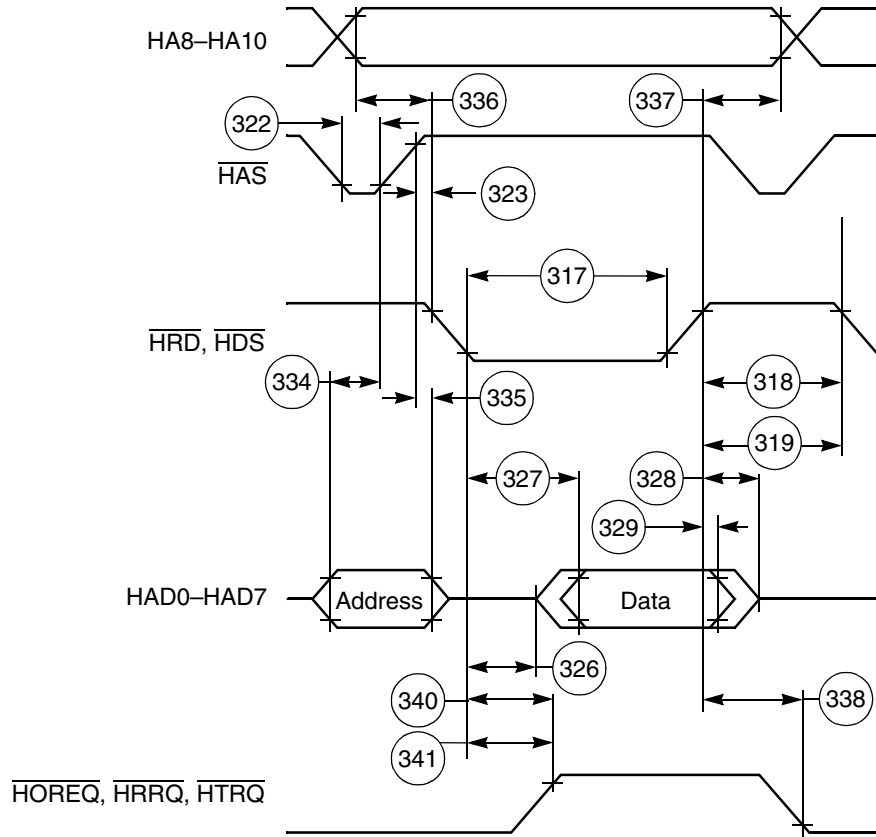 HA8–HA10
336
337
322
HAS
323
317
HRD, HDS
334
335
318
319
327
328
329
HAD0–HAD7
Address
Data
326
340
338
341
HOREQ, HRRQ, HTRQ